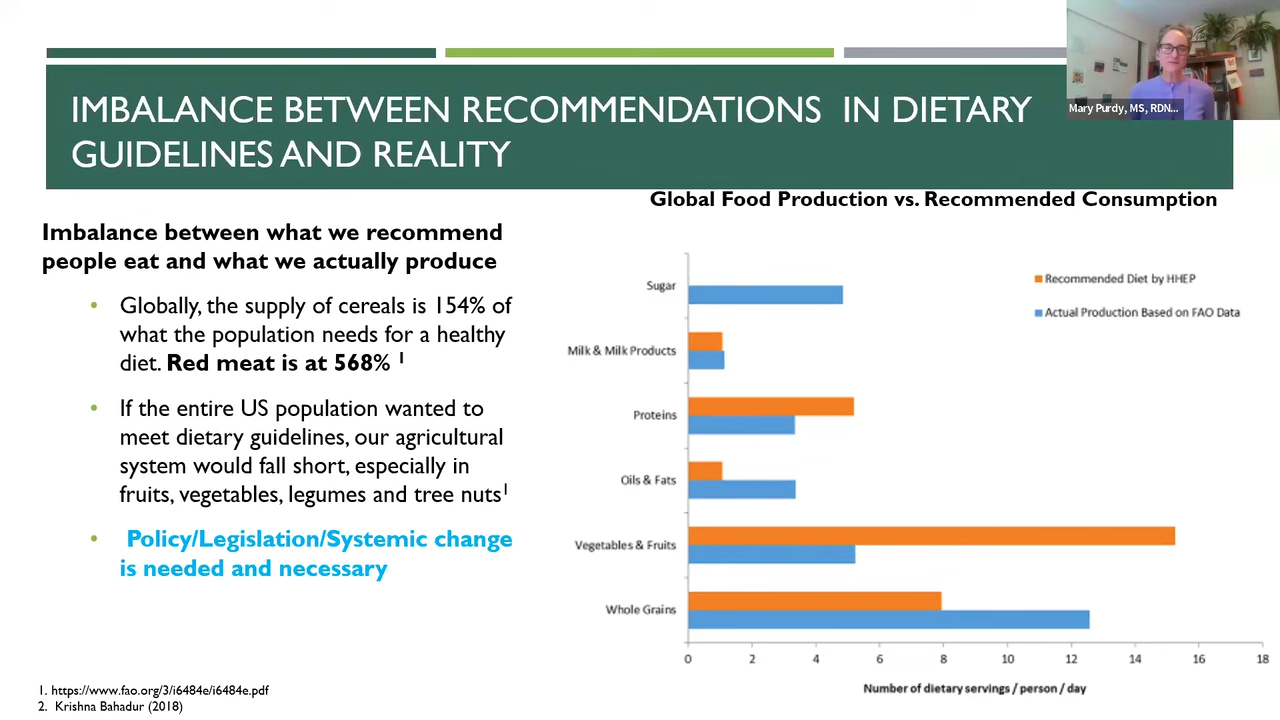 Mary Purdy, MS, RDN...
IMBALANCE BETWEEN RECOMMENDATIONS IN DIETARY
GUIDELINES AND REALITY
Imbalance between what we recommend
people eat and what we actually produce
• Globally, the supply of cereals is 154% of
what the population needs for a healthy
diet. Red meat is at 568% 1
• If the entire US population wanted to
meet dietary guidelines, our agricultural
system would fall short, especially in
fruits, vegetables, legumes and tree nuts1
• Policy/Legislation/Systemic change
is needed and necessary
Global Food Production vs. Recommended Consumption
Recommended Diet by HHEP
Actual Production Based on FAO Data
Sugar
Milk & Milk Products
Proteins
Oils & Fats
Vegetables & Fruits
Whole Grains
0 2 4 6 8 10 12 14 16 18
Number of dietary servings / person / day
1. https://www.fao.org/3/i6484e/i6484e.pdf
2. Krishna Bahadur (2018)